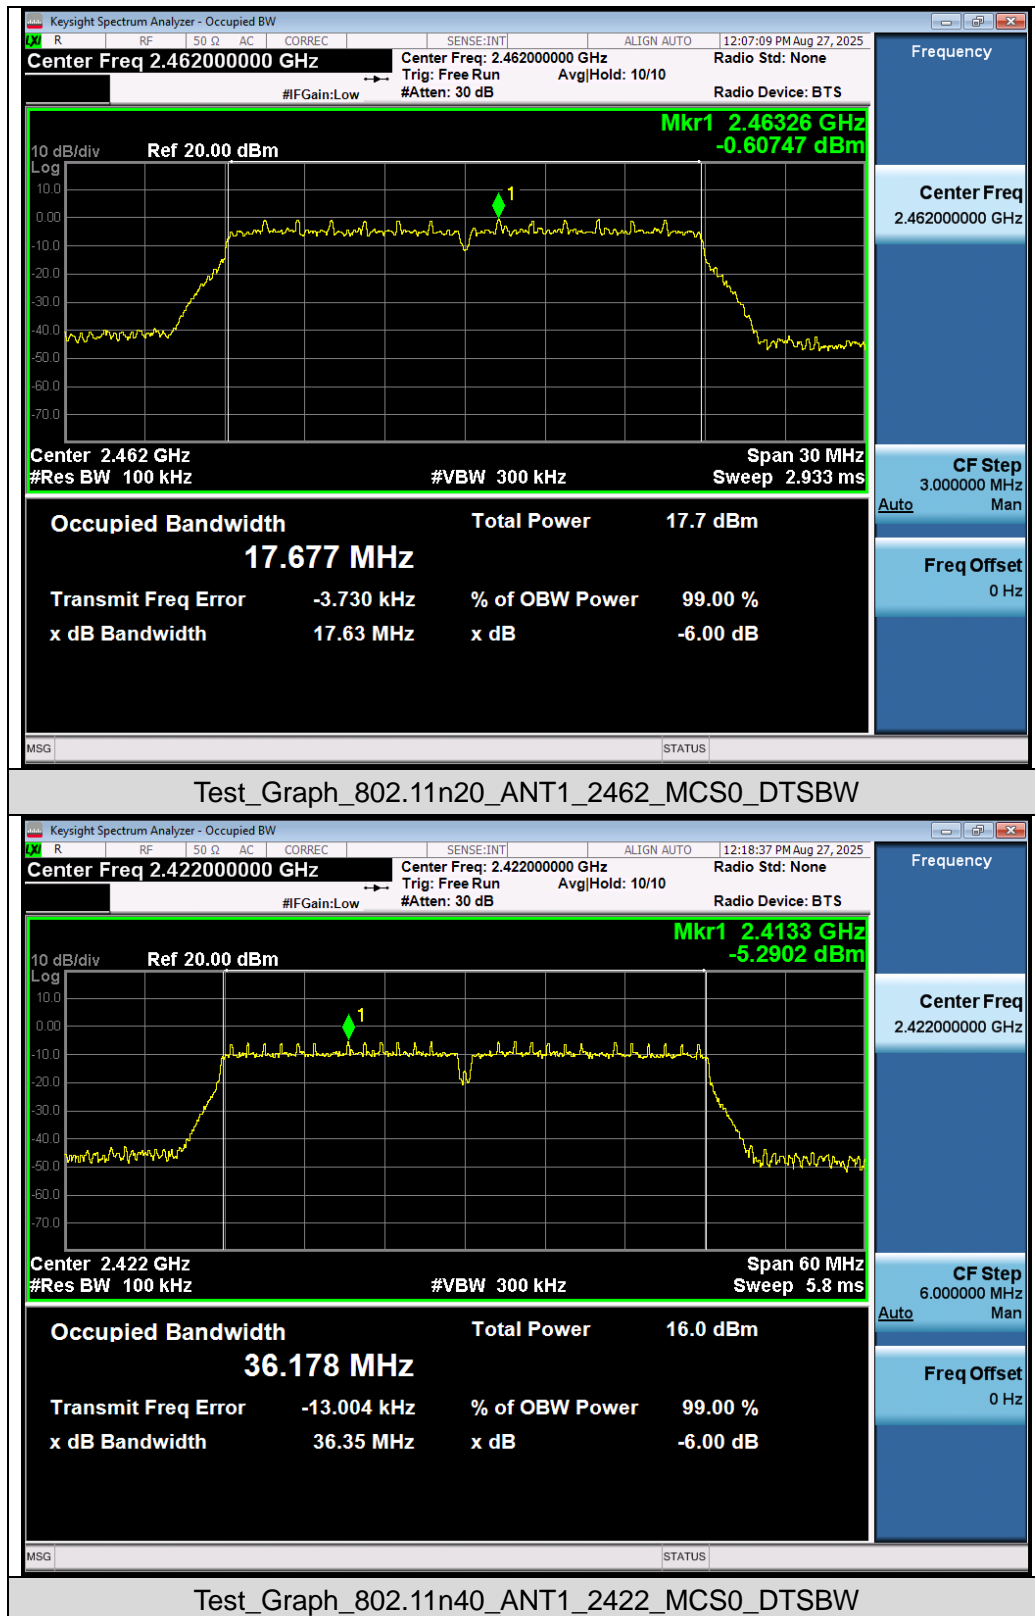 Keysight Spectrum Analyzer - Occupied BW
LXI R RF 50 Ω AC CORREC SENSE:INT ALIGN AUTO 12:07:09 PM Aug 27, 2025
Center Freq 2.462000000 GHz Center Freq: 2.462000000 GHz Radio Std: None Frequency
Trig: Free Run Avg|Hold: 10/10
#IFGain:Low #Atten: 30 dB Radio Device: BTS
Mkr1 2.46326 GHz
10 dB/div Ref 20.00 dBm -0.60747 dBm
Log
10.0
1
Center Freq
2.462000000 GHz
0.00
-10.0
-20.0
-30.0
-40.0
-50.0
-60.0
-70.0
Center 2.462 GHz Span 30 MHz
#Res BW 100 kHz #VBW 300 kHz Sweep 2.933 ms
CF Step
3.000000 MHz
Auto Man
Occupied Bandwidth Total Power 17.7 dBm
17.677 MHz
Freq Offset
0 Hz
Transmit Freq Error -3.730 kHz % of OBW Power 99.00 %
x dB Bandwidth 17.63 MHz x dB -6.00 dB
MSG STATUS
Test_Graph_802.11n20_ANT1_2462_MCS0_DTSBW
Keysight Spectrum Analyzer - Occupied BW
LXI R RF 50 Ω AC CORREC SENSE:INT ALIGN AUTO 12:18:37 PM Aug 27, 2025
Center Freq 2.422000000 GHz Center Freq: 2.422000000 GHz Radio Std: None Frequency
Trig: Free Run Avg|Hold: 10/10
#IFGain:Low #Atten: 30 dB Radio Device: BTS
Mkr1 2.4133 GHz
10 dB/div Ref 20.00 dBm -5.2902 dBm
Log
10.0
Center Freq
2.422000000 GHz
1
0.00
-10.0
-20.0
-30.0
-40.0
-50.0
-60.0
-70.0
Center 2.422 GHz Span 60 MHz
#Res BW 100 kHz #VBW 300 kHz Sweep 5.8 ms
CF Step
6.000000 MHz
Auto Man
Occupied Bandwidth Total Power 16.0 dBm
36.178 MHz
Freq Offset
0 Hz
Transmit Freq Error -13.004 kHz % of OBW Power 99.00 %
x dB Bandwidth 36.35 MHz x dB -6.00 dB
MSG STATUS
Test_Graph_802.11n40_ANT1_2422_MCS0_DTSBW